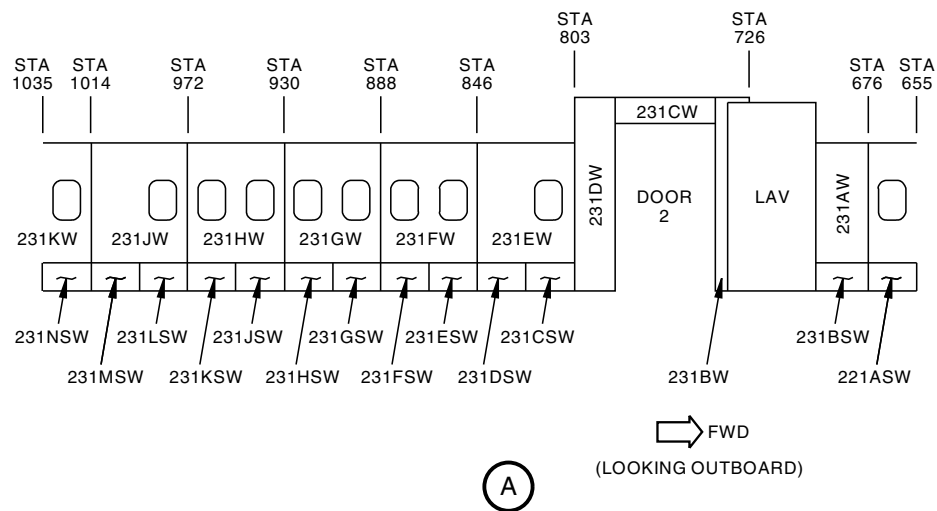 STA
803
STA
726
STA
1035
STA
1014
STA
972
STA
930
STA
888
STA
846
STA
676
STA
655
231CW
231DW
DOOR
2
LAV
231AW
231KW
231JW
231HW
231GW
231FW
231EW
231NSW
231LSW
231JSW
231GSW
231ESW
231CSW
231BSW
231MSW
231KSW
231HSW
231FSW
231DSW
231BW
221ASW
FWD
(LOOKING OUTBOARD)
A